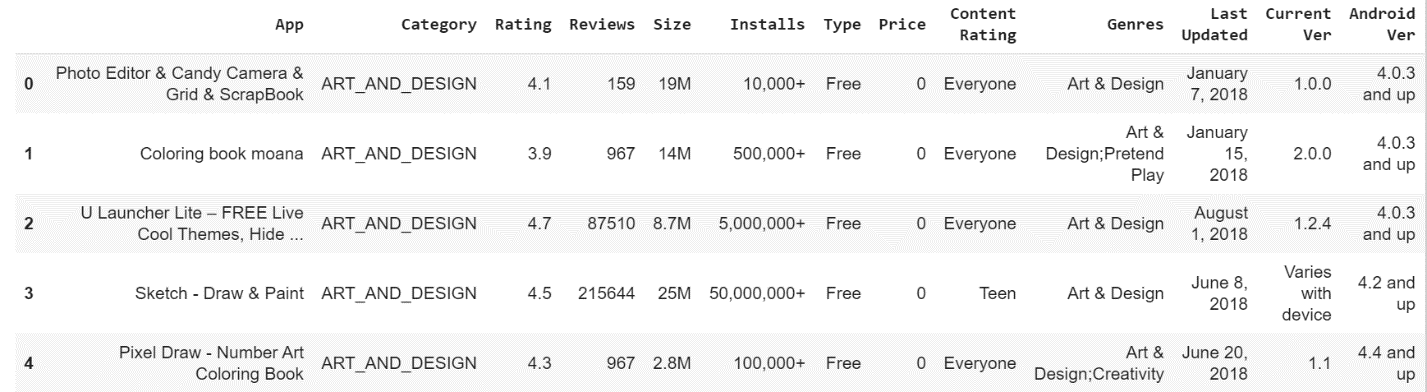 App Category Rating Reviews Size Installs Type Price Content Rating Genres Last Updated Current Ver Android Ver
0 Photo Editor & Candy Camera & Grid & ScrapBook ART_AND_DESIGN 4.1 159 19M 10,000+ Free 0 Everyone Art & Design January 7, 2018 1.0.0 4.0.3 and up
1 Coloring book moana ART_AND_DESIGN 3.9 967 14M 500,000+ Free 0 Everyone Art & Design;Pretend Play January 15, 2018 2.0.0 4.0.3 and up
2 U Launcher Lite – FREE Live Cool Themes, Hide ... ART_AND_DESIGN 4.7 87510 8.7M 5,000,000+ Free 0 Everyone Art & Design August 1, 2018 1.2.4 4.0.3 and up
3 Sketch - Draw & Paint ART_AND_DESIGN 4.5 215644 25M 50,000,000+ Free 0 Teen Art & Design June 8, 2018 Varies with device 4.2 and up
4 Pixel Draw - Number Art Coloring Book ART_AND_DESIGN 4.3 967 2.8M 100,000+ Free 0 Everyone Art & Design;Creativity June 20, 2018 1.1 4.4 and up